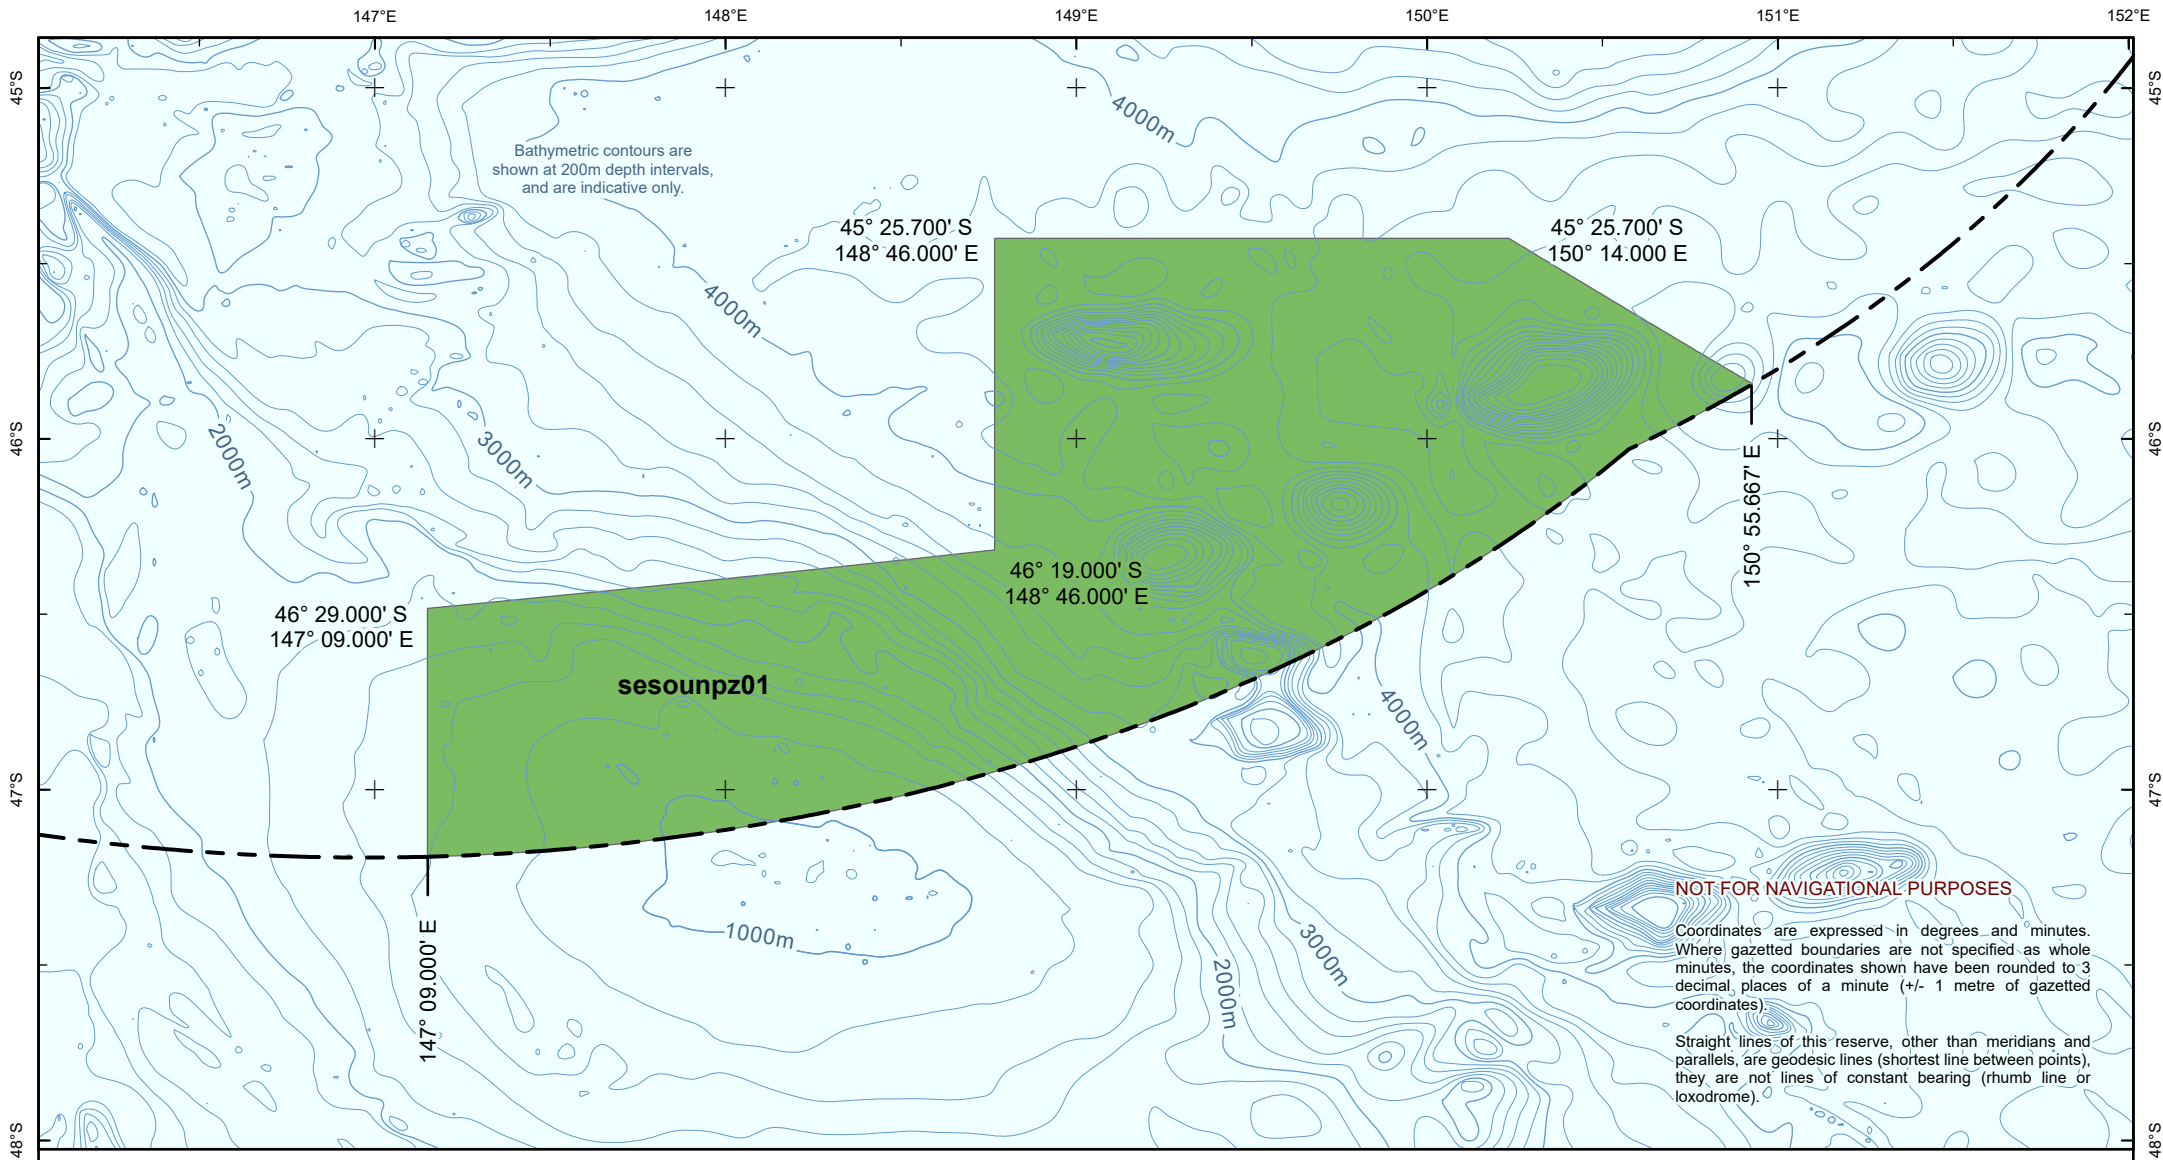 147°E
148°E
149°E
150°E
151°E
152°E
45°S
45°S
4000m
Bathymetric contours are
shown at 200m depth intervals,
and are indicative only.
45° 25.700' S
148° 46.000' E
45° 25.700' S
150° 14.000 E
4000m
46°S
46°S
2000m
3000m
150° 55.667' E
46° 19.000' S
148° 46.000' E
46° 29.000' S
147° 09.000' E
sesounpz01
4000m
47°S
47°S
NOT FOR NAVIGATIONAL PURPOSES
1000m
147° 09.000' E
2000m
3000m
Coordinates are expressed in degrees and minutes.
Where gazetted boundaries are not specified as whole
minutes, the coordinates shown have been rounded to 3
decimal places of a minute (+/- 1 metre of gazetted
coordinates).
Straight lines of this reserve, other than meridians and
parallels, are geodesic lines (shortest line between points),
they are not lines of constant bearing (rhumb line or
loxodrome).
48°S
48°S